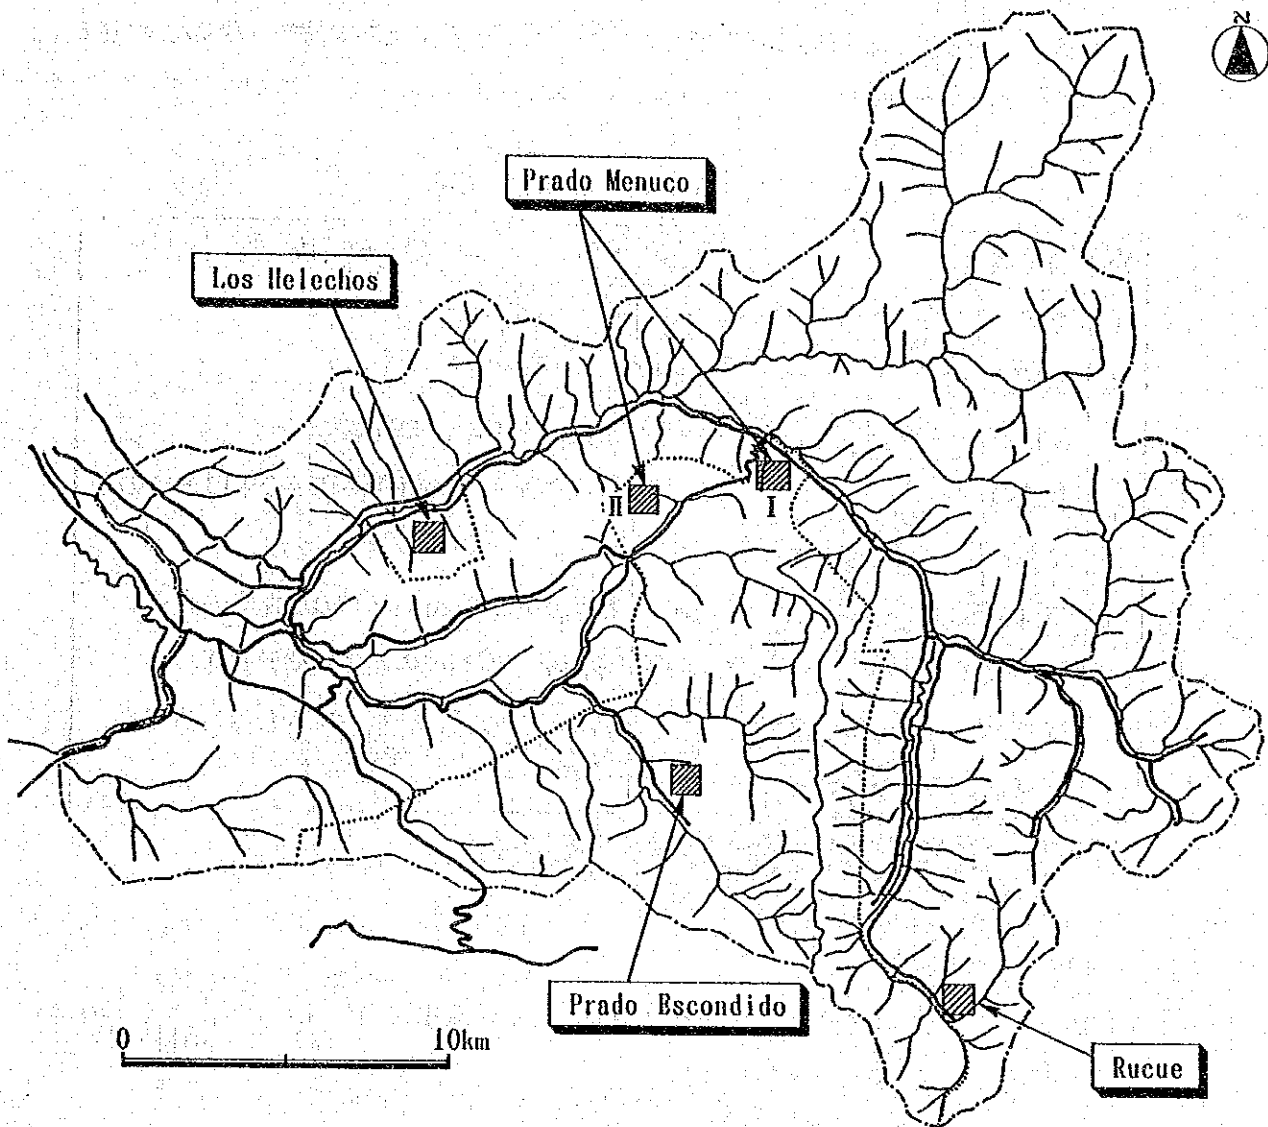 N
Prado Menuco
Los Helechos
II
I
Prado Escondido
0 10km
Rucue